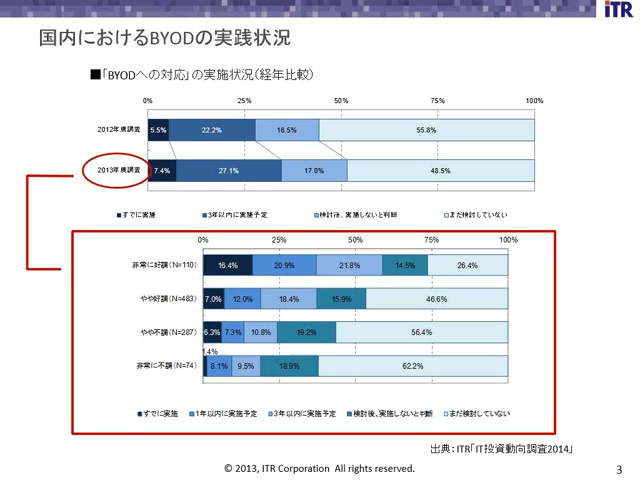 iTR
国内におけるBYODの実践状況
■「BYODへの対応」の実施状況（経年比較）
0% 25% 50% 75% 100%
2012年度調査 5.5% 22.2% 16.5% 55.8%
2013年度調査 7.4% 27.1% 17.0% 48.5%
■すでに実施 ■3年以内に実施予定 ■検討後、実施しないと判断 □まだ検討していない
0% 25% 50% 75% 100%
非常に好調（N=110） 16.4% 20.9% 21.8% 14.5% 26.4%
やや好調（N=483） 7.0% 12.0% 18.4% 15.9% 46.6%
やや不調（N=287） 6.3% 7.3% 10.8% 19.2% 56.4%
非常に不調（N=74） 1.4% 8.1% 9.5% 18.9% 62.2%
■すでに実施 ■1年以内に実施予定 ■3年以内に実施予定 ■検討後、実施しないと判断 □まだ検討していない
出典：ITR「IT投資動向調査2014」
© 2013, ITR Corporation All rights reserved.
3